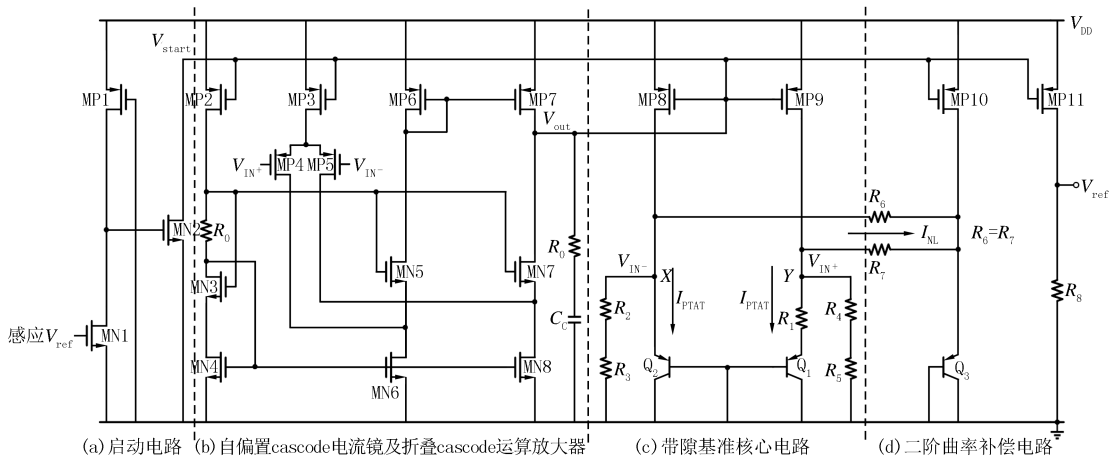 V_DD
V_start
MP1
MP2
MP3
MP6
MP7
MP8
MP9
MP10
MP11
V_out
V_IN+
MP4
MP5
V_IN-
V_ref
MN2
R_0
R_6
I_NL
R_6=R_7
R_7
R_0
MN5
MN7
MN3
V_IN-
X
I_PTAT
I_PTAT
Y
V_IN+
R_8
R_2
R_1
R_4
C_C
感应V_ref
MN1
MN4
MN6
MN8
R_3
Q_2
Q_1
R_5
Q_3
(a)启动电路
(b)自偏置cascode电流镜及折叠cascode运算放大器
(c)带隙基准核心电路
(d)二阶曲率补偿电路